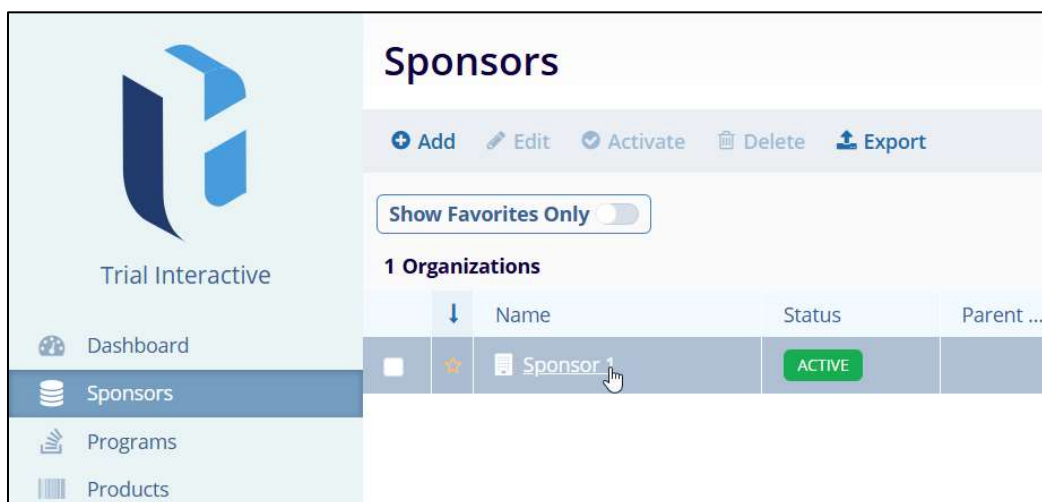 Sponsors
Add Edit Activate Delete Export
Show Favorites Only
1 Organizations
Name Status Parent ...
Sponsor 1 ACTIVE
Trial Interactive
Dashboard
Sponsors
Programs
Products